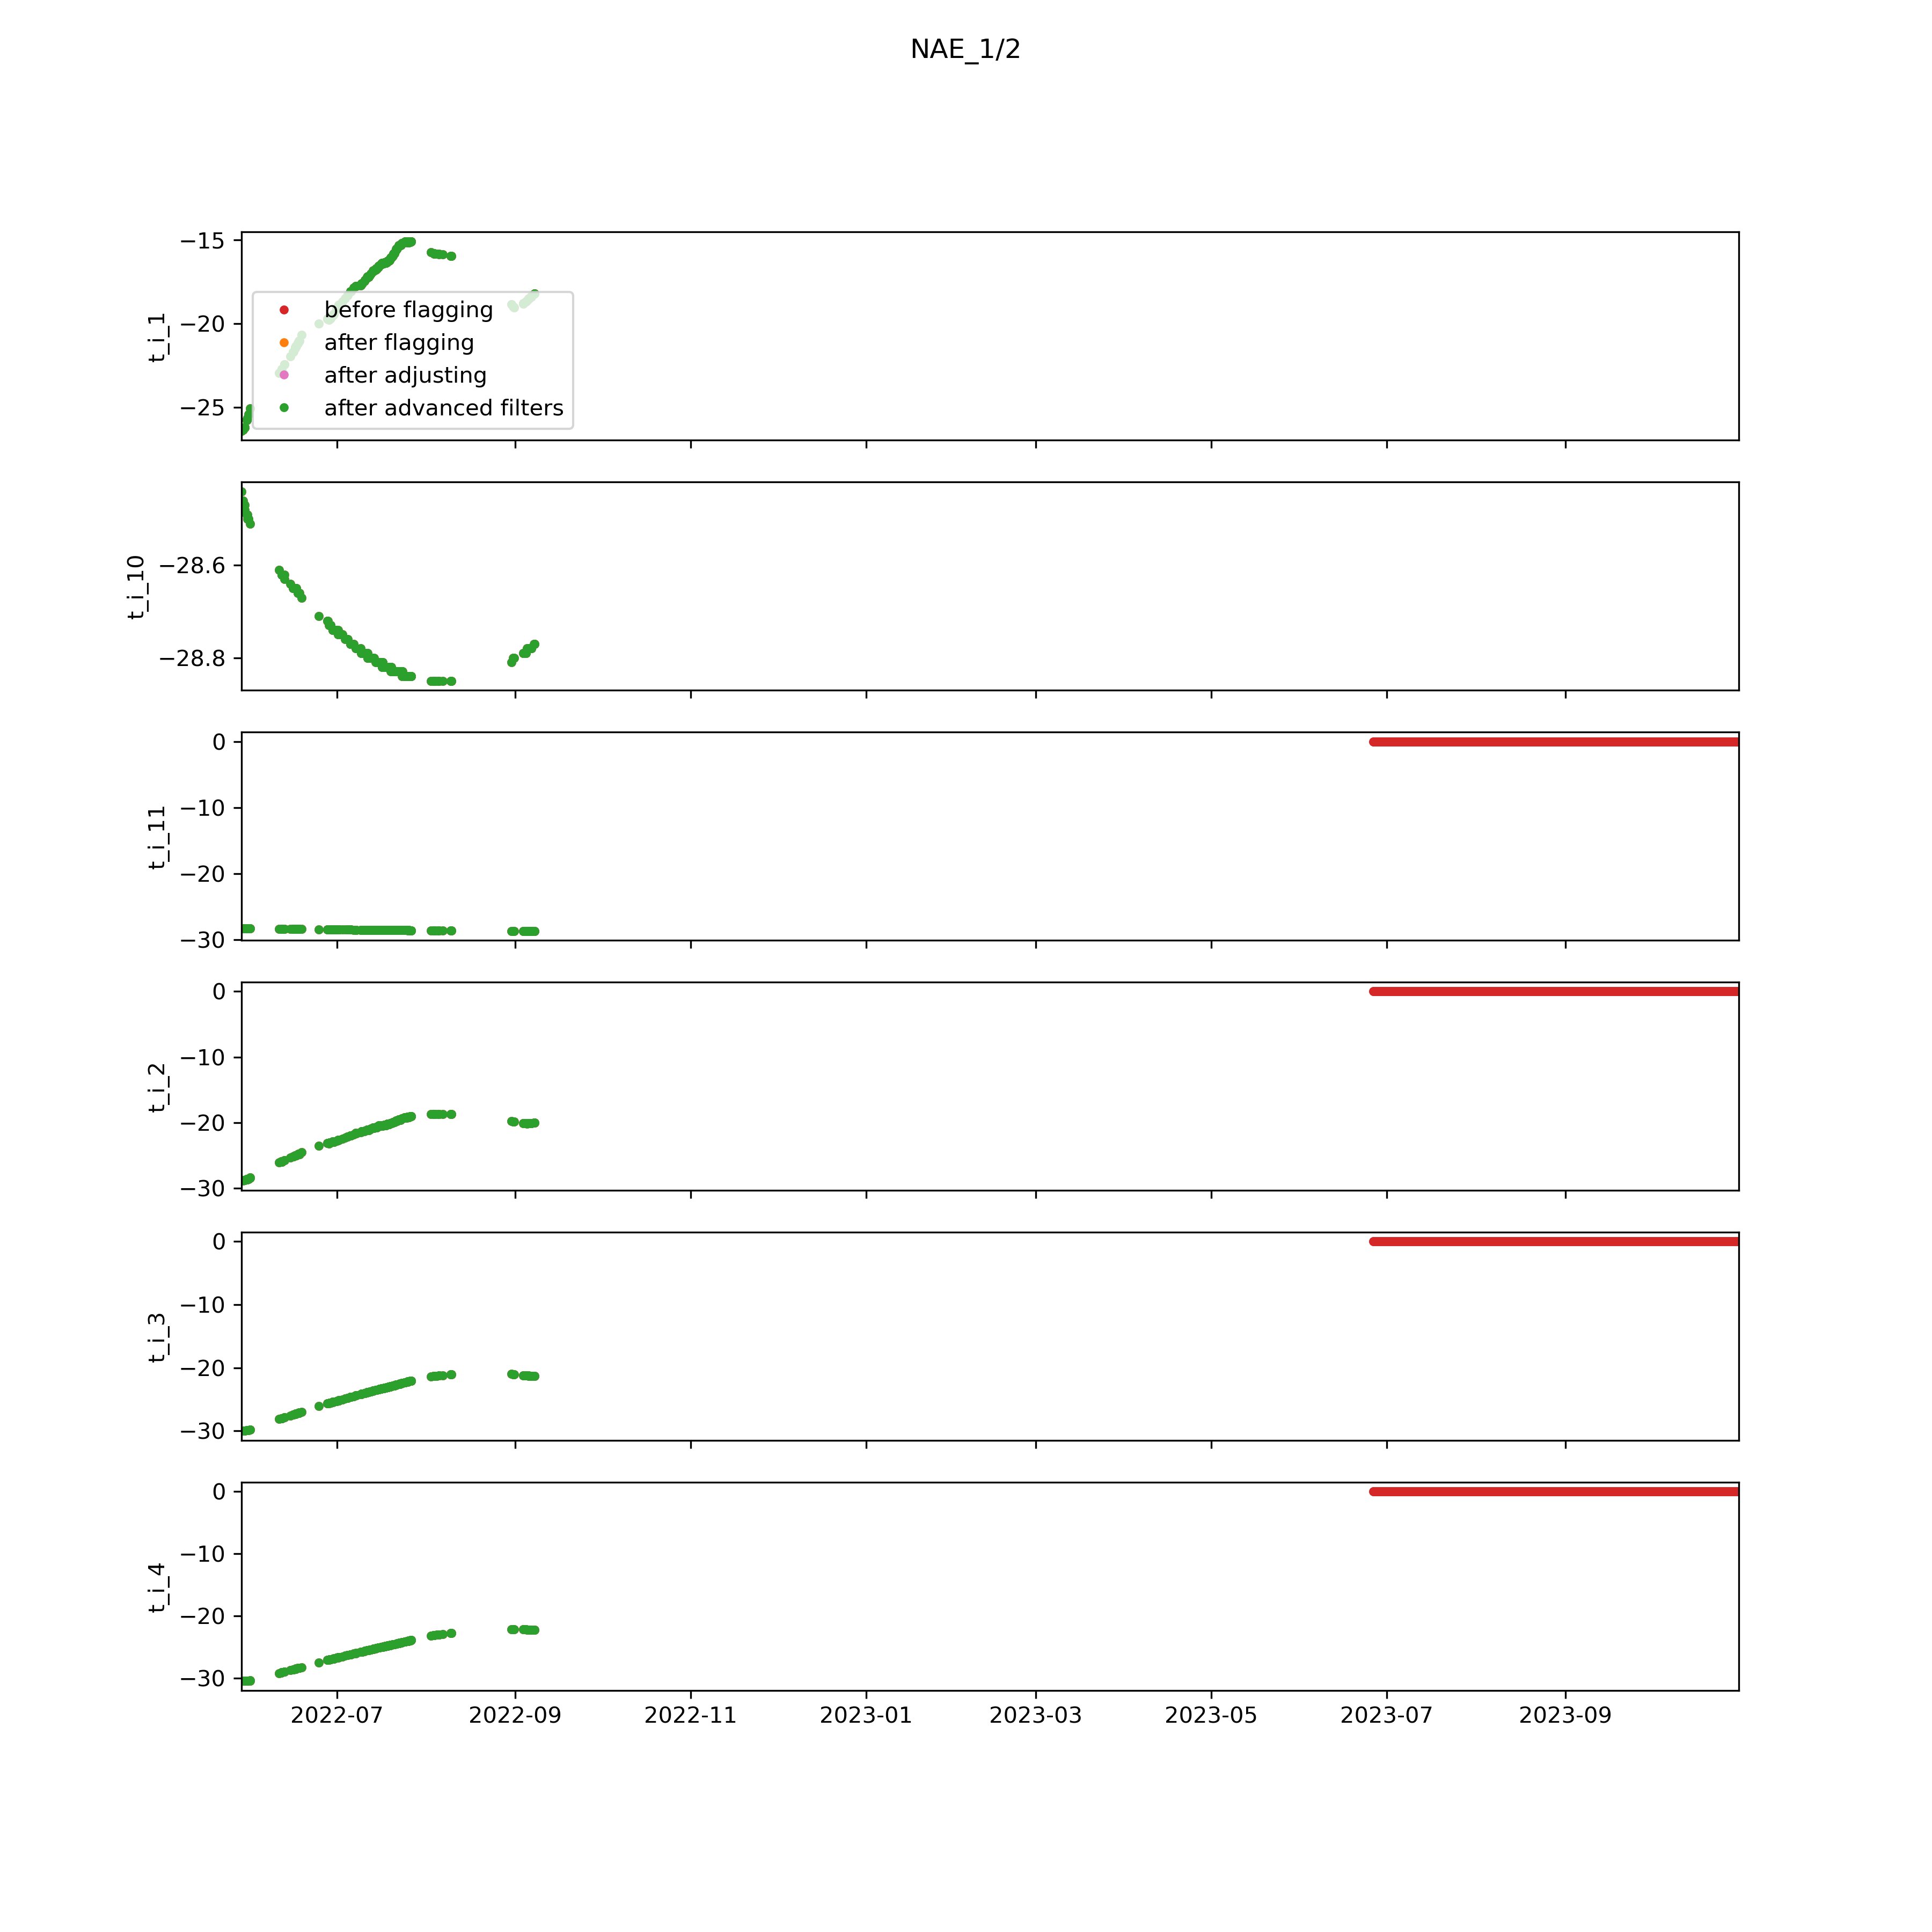 NAE_1/2
−15
−20
−25
t_i_1
before flagging
after flagging
after adjusting
after advanced filters
−28.6
−28.8
t_i_10
0
−10
−20
−30
t_i_11
0
−10
−20
−30
t_i_2
0
−10
−20
−30
t_i_3
0
−10
−20
−30
t_i_4
2022-07 2022-09 2022-11 2023-01 2023-03 2023-05 2023-07 2023-09